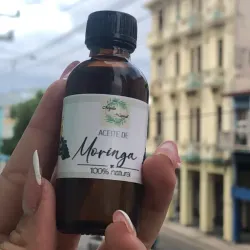 ACEITE DE
Moringa
100% natural